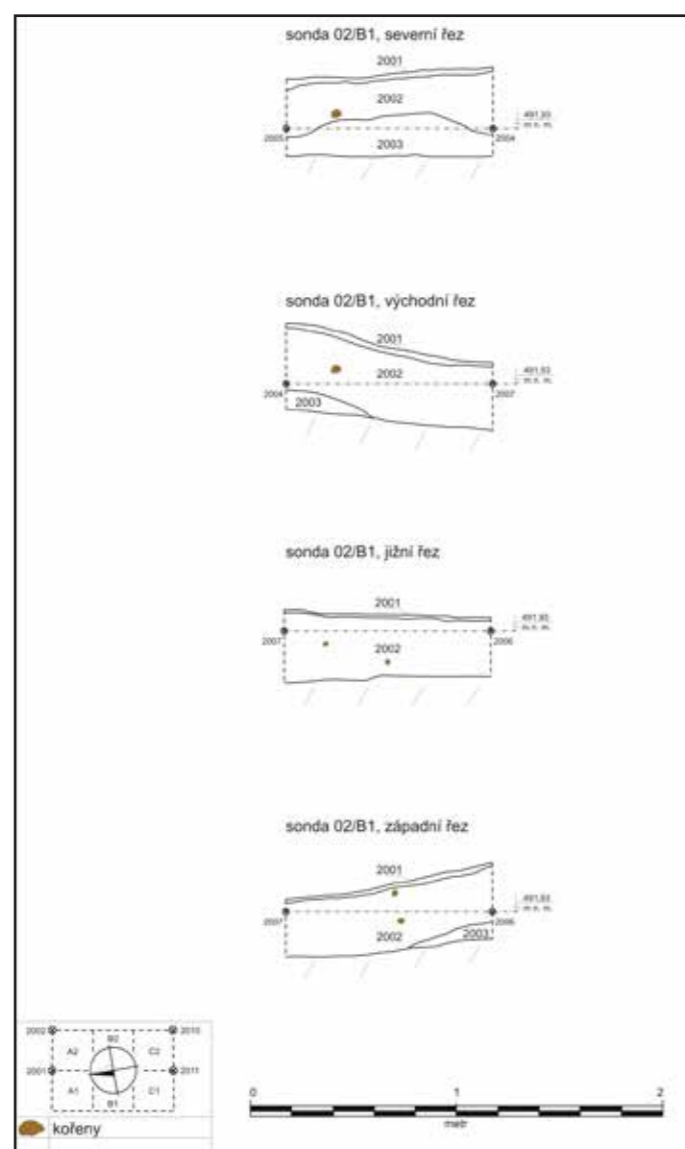 sonda 02/B1, severní řez
2001
2002
491,93
m n. m.
2005
2004
2003
sonda 02/B1, východní řez
2001
2002
491,93
m n. m.
2004
2007
2003
sonda 02/B1, jižní řez
2001
491,93
m n. m.
2007
2006
2002
sonda 02/B1, západní řez
2001
491,93
m n. m.
2002
2003
2002
2010
B2
A2
C2
2001
2011
A1
C1
B1
0
1
2
metr
kořeny